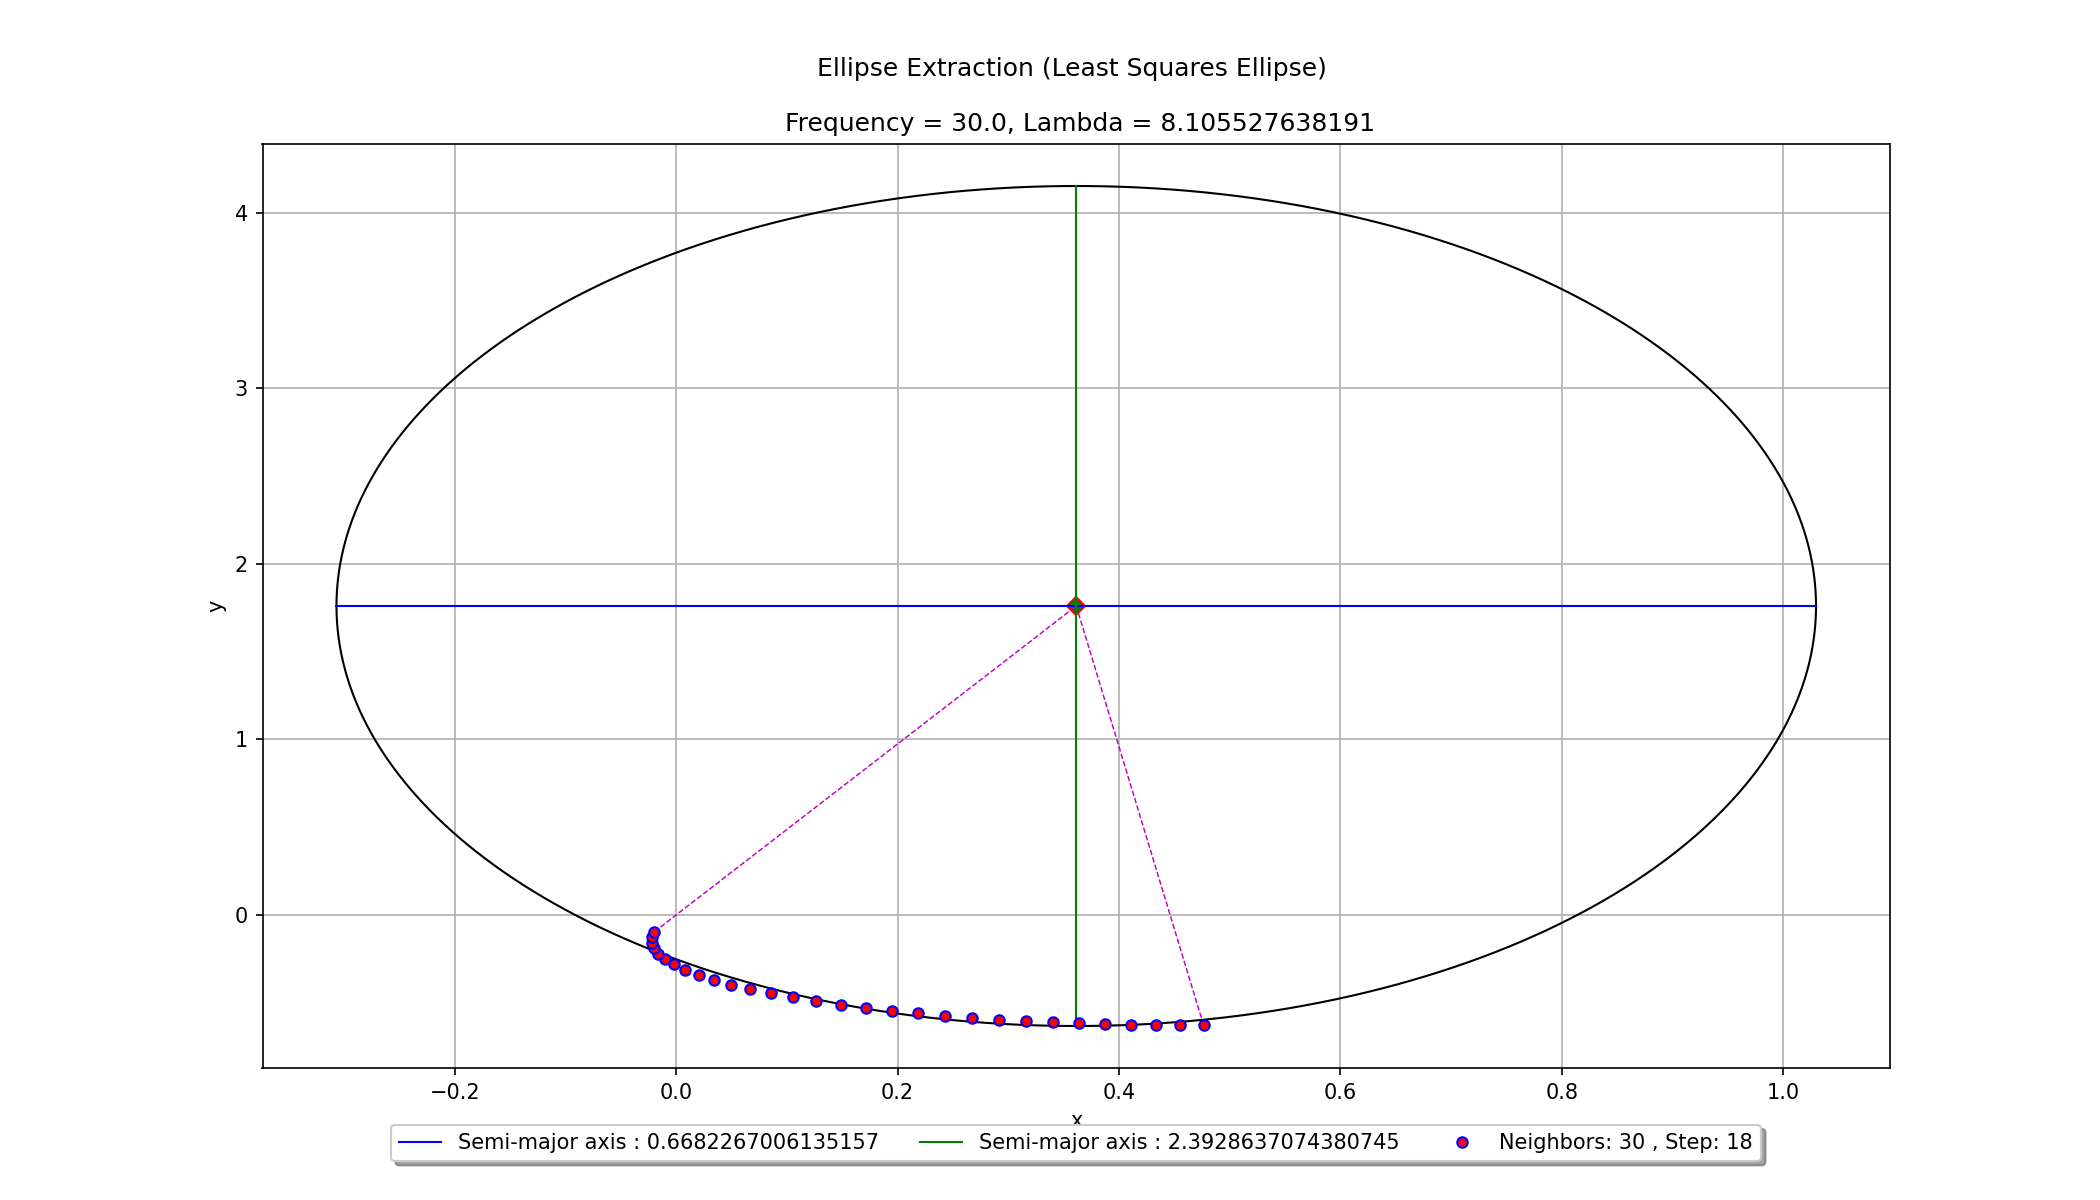 Ellipse Extraction (Least Squares Ellipse)
Frequency = 30.0, Lambda = 8.105527638191
4
3
2
1
0
y
−0.2 0.0 0.2 0.4 0.6 0.8 1.0
x
Semi-major axis : 0.6682267006135157 Semi-major axis : 2.3928637074380745 Neighbors: 30 , Step: 18